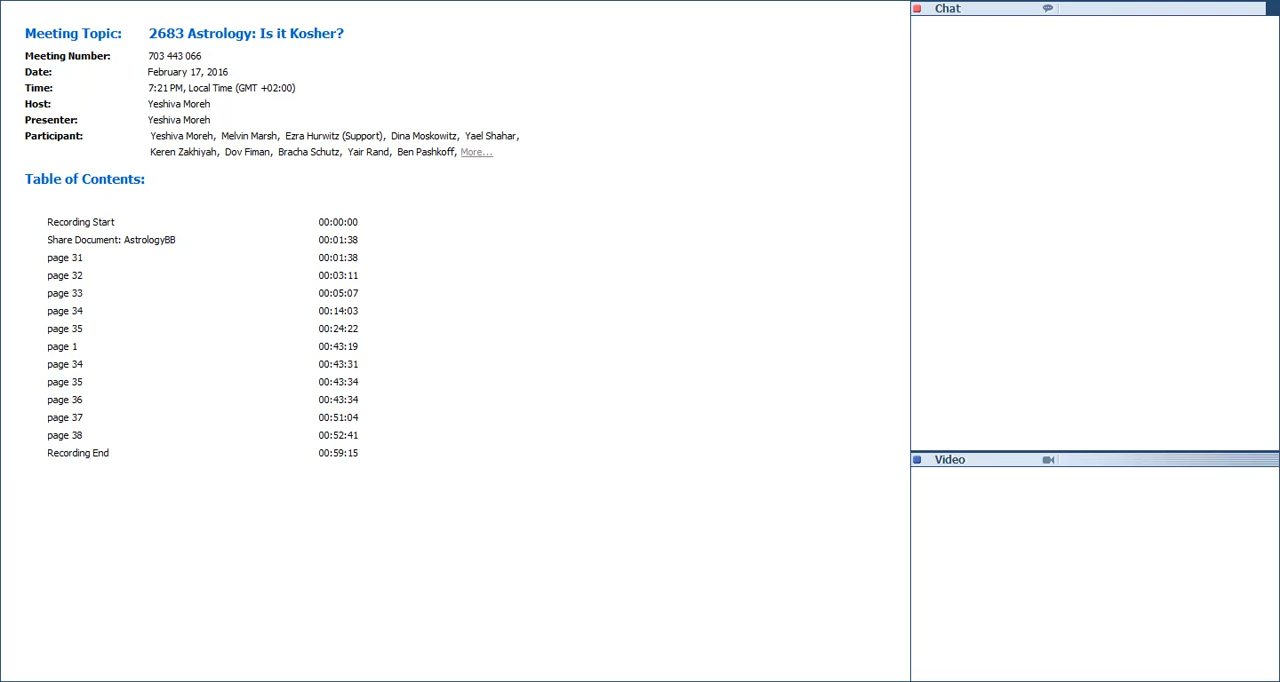 Meeting Topic: 2683 Astrology: Is it Kosher?
Meeting Number: 703 443 066
Date: February 17, 2016
Time: 7:21 PM, Local Time (GMT +02:00)
Host: Yeshiva Moreh
Presenter: Yeshiva Moreh
Participant: Yeshiva Moreh, Melvin Marsh, Ezra Hurwitz (Support), Dina Moskowitz, Yael Shahar,
Keren Zakhiyah, Dov Fiman, Bracha Schutz, Yair Rand, Ben Pashkoff, More...
Table of Contents:
Recording Start 00:00:00
Share Document: AstrologyBB 00:01:38
page 31 00:01:38
page 32 00:03:11
page 33 00:05:07
page 34 00:14:03
page 35 00:24:22
page 1 00:43:19
page 34 00:43:31
page 35 00:43:34
page 36 00:43:34
page 37 00:51:04
page 38 00:52:41
Recording End 00:59:15
Chat
Video